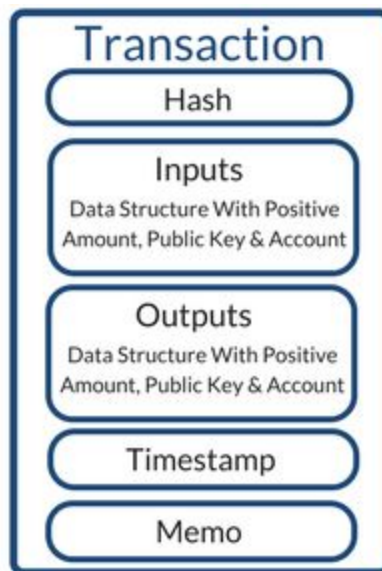 Transaction
Hash
Inputs
Data Structure With Positive
Amount, Public Key & Account
Outputs
Data Structure With Positive
Amount, Public Key & Account
Timestamp
Memo